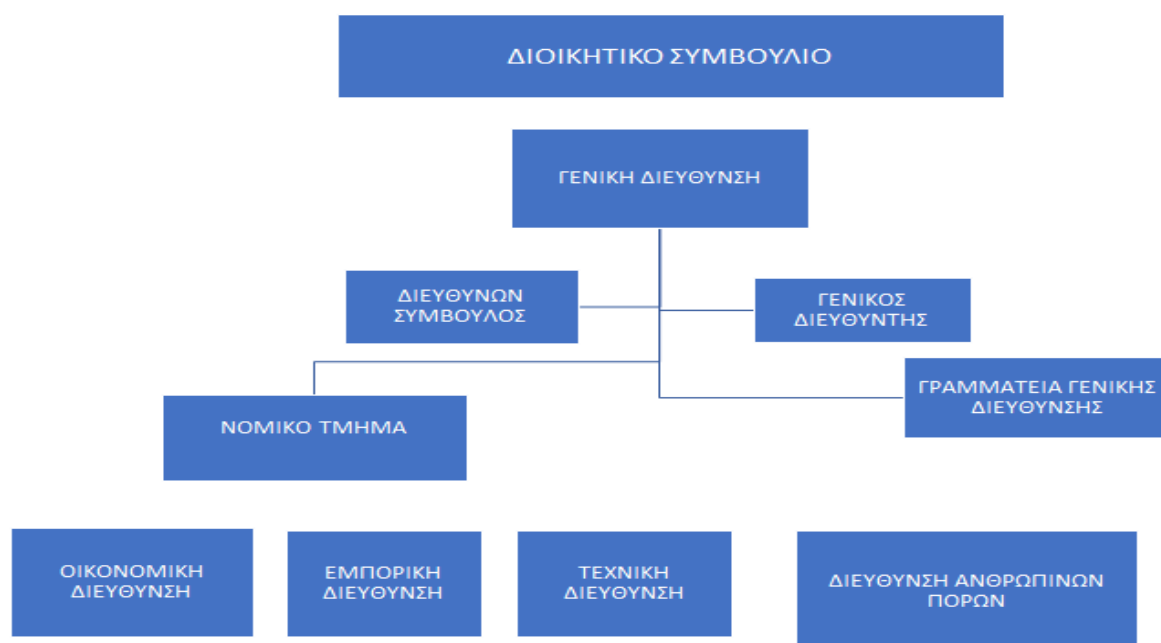 ΔΙΟΙΚΗΤΙΚΟ ΣΥΜΒΟΥΛΙΟ
ΓΕΝΙΚΗ ΔΙΕΥΘΥΝΣΗ
ΔΙΕΥΘΥΝΩΝ
ΣΥΜΒΟΥΛΟΣ
ΓΕΝΙΚΟΣ
ΔΙΕΥΘΥΝΤΗΣ
ΓΡΑΜΜΑΤΕΙΑ ΓΕΝΙΚΗΣ
ΔΙΕΥΘΥΝΣΗΣ
ΝΟΜΙΚΟ ΤΜΗΜΑ
ΟΙΚΟΝΟΜΙΚΗ
ΔΙΕΥΘΥΝΣΗ
ΕΜΠΟΡΙΚΗ
ΔΙΕΥΘΥΝΣΗ
ΤΕΧΝΙΚΗ
ΔΙΕΥΘΥΝΣΗ
ΔΙΕΥΘΥΝΣΗ ΑΝΘΡΩΠΙΝΩΝ
ΠΟΡΩΝ